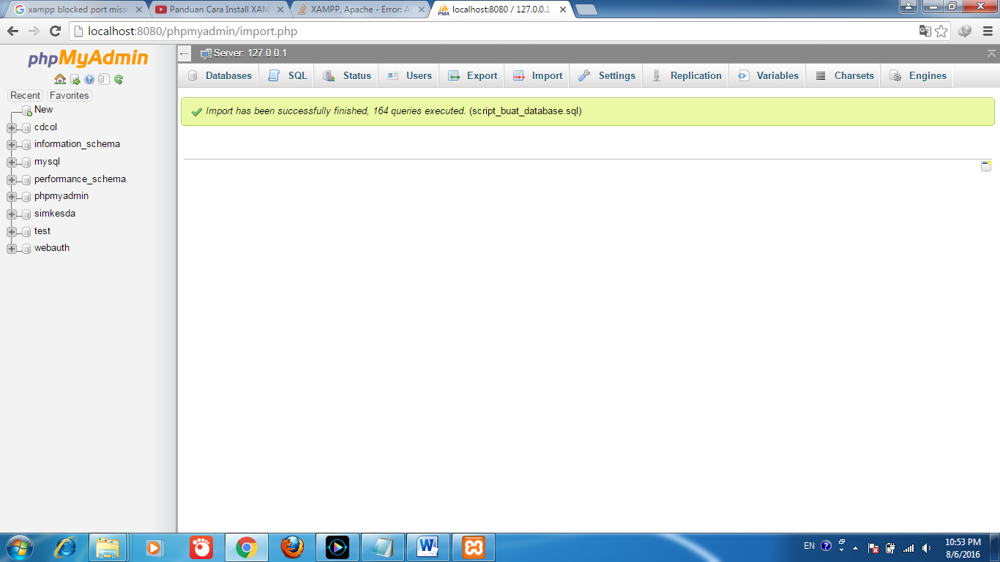 xampp blocked port miss
Panduan Cara Install XAM
XAMPP, Apache - Error: A
localhost:8080 / 127.0.0.1
localhost:8080/phpmyadmin/import.php
phpMyAdmin
Server: 127.0.0.1
Recent Favorites
Databases SQL Status Users Export Import Settings Replication Variables Charsets Engines
Import has been successfully finished, 164 queries executed. (script_buat_database.sql)
New
cdcol
information_schema
mysql
performance_schema
phpmyadmin
simkesda
test
webauth
EN
10:53 PM
8/6/2016